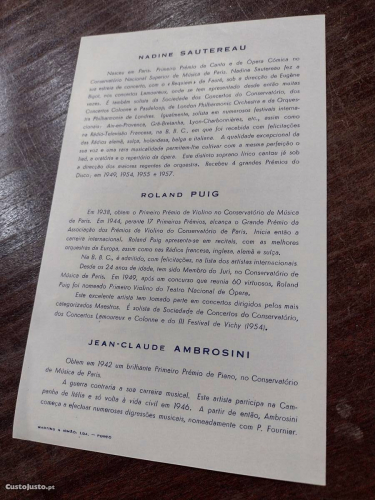 NADINE SAUTEREAU
Nasceu em Paris. Primeiro Prémio de Canto e de Ópera Cómica no
Conservatório Nacional Superior de Música de Paris. Nadine Sautereau fez a
sua estreia de concerto, com o Requiem de Fauré, sob a direcção de Eugène
Bigot, nos concertos Lamoureux, onde se tem apresentado desde então muitas
vezes. É também solista da Sociedade dos Concertos do Conservatório, dos
Concertos Colonne e Pasdeloup, da London Philharmonic Orchestra e da Orques-
tra Filarmónica de Londres. Igualmente, solista em numerosos festivais interna-
cionais: Aix-en-Provence, Grã-Bretanha, Lyon-Charbonnières, etc., assim como
na Rádio-Televisão Francesa, na B. B. C., em que foi recebida com felicitações
das Rádios alemã, suíça, holandesa, belga e italiana. A qualidade excepcional da
sua voz e uma rara musicalidade permitem-lhe cultivar com a mesma perfeição o
lied, a oratória e o repertório de ópera. Este distinto soprano lírico cantou já sob
a direcção dos maiores regentes de orquestra. Recebeu 4 grandes Prémios do
Disco, em 1949, 1954, 1955 e 1957.
ROLAND PUIG
Em 1938, obteve o Primeiro Prémio de Violino no Conservatório de Música
de Paris. Em 1944, perante 17 Primeiros Prémios, alcança o Grande Prémio da
Associação dos Prémios de Violino do Conservatório de Paris. Inicia então a
carreira internacional. Roland Puig apresenta-se em recitais, com as melhores
orquestras da Europa, assim como nas Rádios francesa, inglesa, alemã e suíça.
Na B. B. C., é admitido, com felicitações, na lista dos artistas internacionais
Desde os 24 anos de idade, tem sido Membro do Júri, no Conservatório de
Música de Paris. Em 1949, após um concurso que reuniu 60 virtuosos, Roland
Puig foi nomeado Primeiro Violino do Teatro Nacional de Ópera.
Este excelente artista tem tomado parte em concertos dirigidos pelos mais
categorizados Maestros. É solista da Sociedade de Concertos do Conservatório,
dos Concertos Lamoureux e Colonne e do III Festival de Vichy (1954).
JEAN-CLAUDE AMBROSINI
Obtem em 1942 um brilhante Primeiro Prémio de Piano, no Conservatório
de Música de Paris.
A guerra contraria a sua carreira musical. Este artista participa na Cam-
panha de Itália e só volta à vida civil em 1946. A partir de então, Ambrosini
começa a efectuar numerosas digressões musicais, nomeadamente com P. Fournier.
LDA. — PORTO
CustoJusto.pt